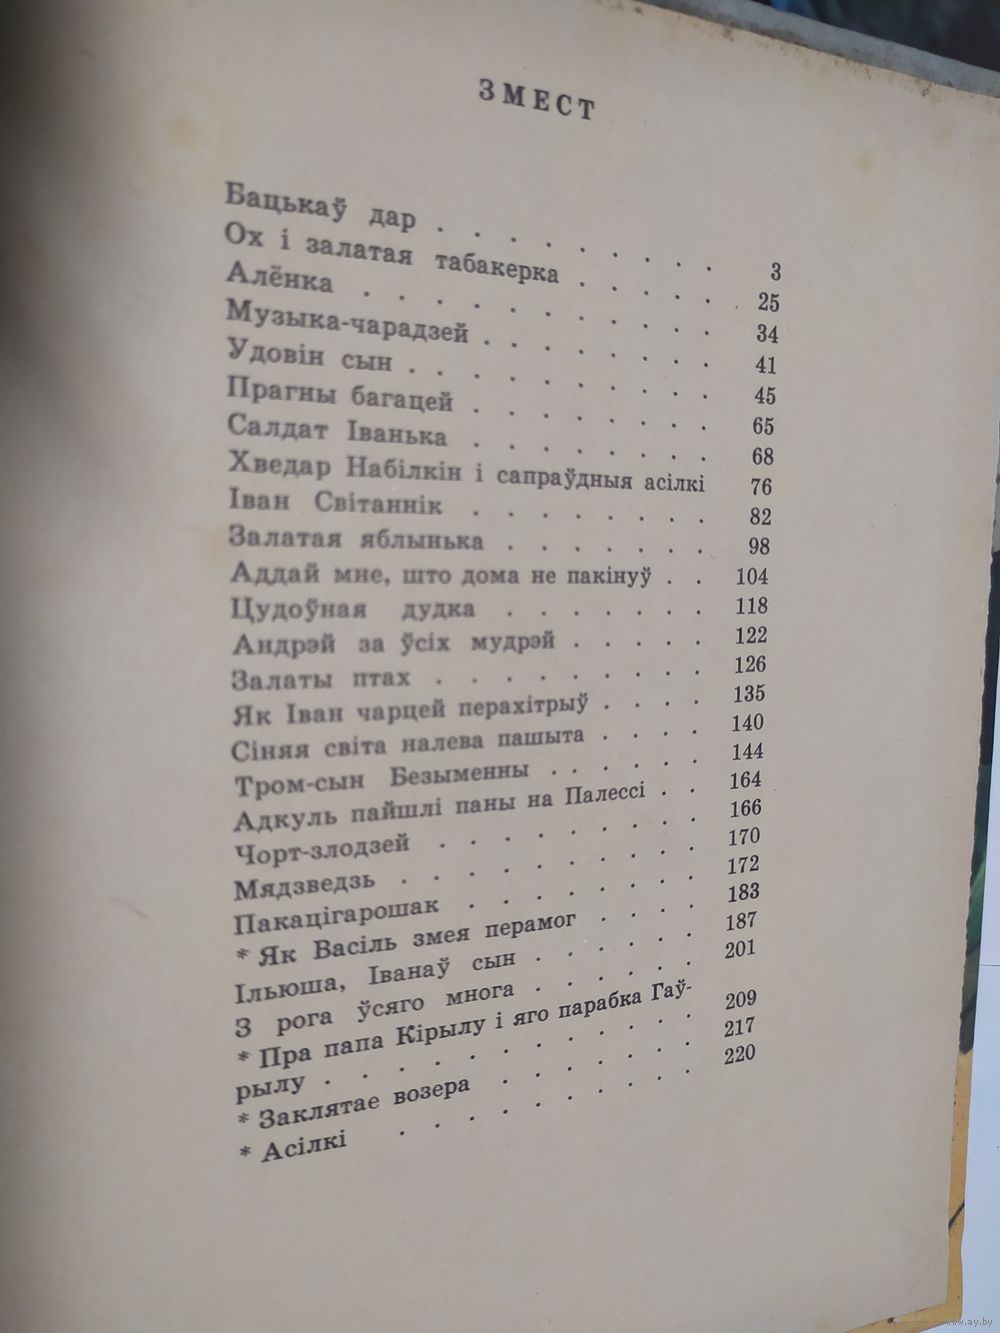 ЗМЕСТ
Бацькаў дар . . . . . . . . 3
Ох і залатая табакерка . . . . . 25
Алёнка . . . . . . . . . . 34
Музыка-чарадзей . . . . . . . 41
Удовін сын . . . . . . . . . 45
Прагны багацей . . . . . . . 65
Салдат Іванька . . . . . . . 68
Хведар Набілкін і сапраўдныя асілкі 76
Іван Світаннік . . . . . . . 82
Залатая яблынька . . . . . . 98
Аддай мне, што дома не пакінуў . . 104
Цудоўная дудка . . . . . . . 118
Андрэй за ўсіх мудрэй . . . . . 122
Залаты птах . . . . . . . . . 126
Як Іван чарцей перахітрыў . . . . 135
Сіняя світа налева пашыта . . . . 140
Тром-сын Безыменны . . . . . . 144
Адкуль пайшлі паны на Палессі . . 164
Чорт-злодзей . . . . . . . . 166
Мядзведзь . . . . . . . . . . 170
Пакацігарошак . . . . . . . . 172
* Як Васіль змея перамог . . . . 183
Ільюша, Іванаў сын . . . . . . 187
З рога ўсяго многа . . . . . . 201
* Пра папа Кірылу і яго парабка Гаў-
рылу . . . . . . . . . . . . 209
* Заклятае возера . . . . . . . 217
* Асілкі . . . . . . . . . . 220
www.ay.by